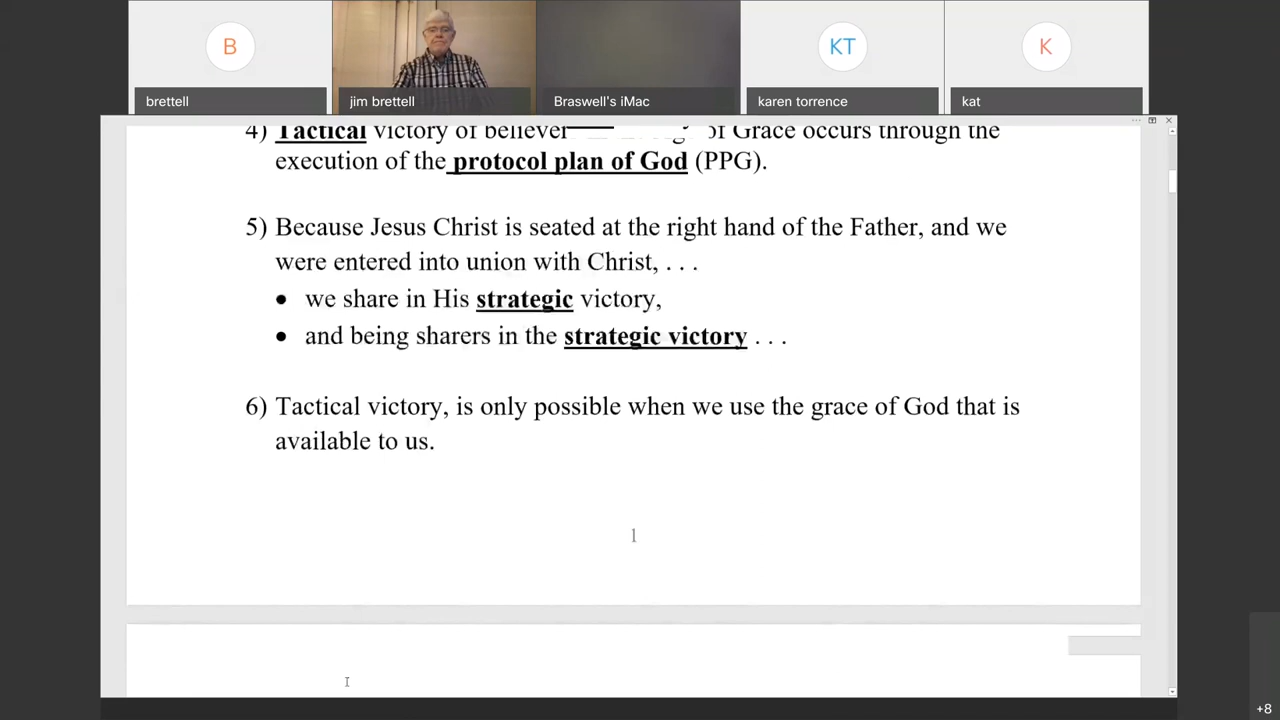 B
KT
K
brettell
jim brettell
Braswell's iMac
karen torrence
kat
4) Tactical victory of believer of Grace occurs through the
execution of the protocol plan of God (PPG).
5) Because Jesus Christ is seated at the right hand of the Father, and we
were entered into union with Christ, . . .
• we share in His strategic victory,
• and being sharers in the strategic victory . . .
6) Tactical victory, is only possible when we use the grace of God that is
available to us.
1
+8